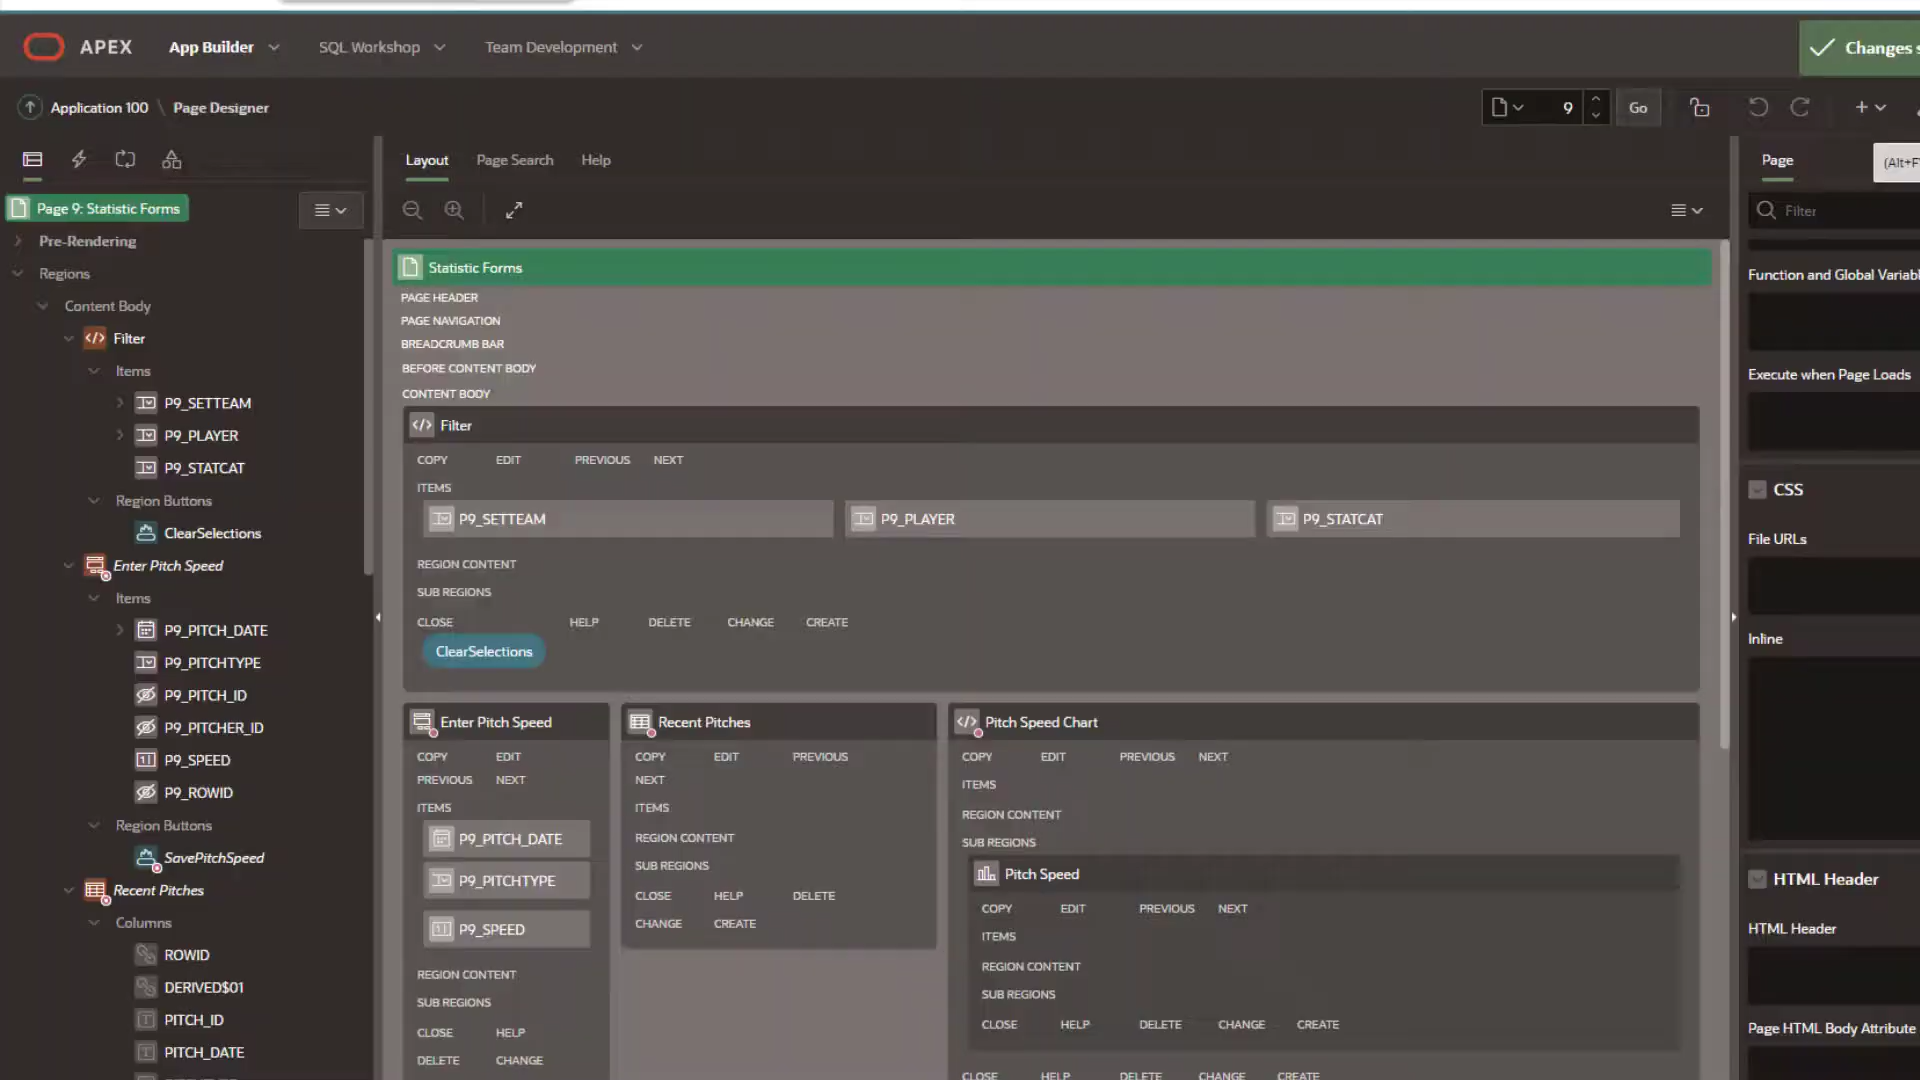 APEX App Builder SQL Workshop Team Development Changes
Application 100 \ Page Designer 9 Go
Layout Page Search Help Page (Alt+F
Page 9: Statistic Forms
Filter
Pre-Rendering
Regions
Content Body
Filter
Items
P9_SETTEAM
P9_PLAYER
P9_STATCAT
Region Buttons
ClearSelections
Enter Pitch Speed
Items
P9_PITCH_DATE
P9_PITCHTYPE
P9_PITCH_ID
P9_PITCHER_ID
P9_SPEED
P9_ROWID
Region Buttons
SavePitchSpeed
Recent Pitches
Columns
ROWID
DERIVED$01
PITCH_ID
PITCH_DATE
Statistic Forms
PAGE HEADER
PAGE NAVIGATION
BREADCRUMB BAR
BEFORE CONTENT BODY
CONTENT BODY
Filter
COPY EDIT PREVIOUS NEXT
ITEMS
P9_SETTEAM P9_PLAYER P9_STATCAT
REGION CONTENT
SUB REGIONS
CLOSE HELP DELETE CHANGE CREATE
ClearSelections
Enter Pitch Speed
COPY EDIT
PREVIOUS NEXT
ITEMS
P9_PITCH_DATE
P9_PITCHTYPE
P9_SPEED
REGION CONTENT
SUB REGIONS
CLOSE HELP
DELETE CHANGE
Recent Pitches
COPY EDIT PREVIOUS
NEXT
ITEMS
REGION CONTENT
SUB REGIONS
CLOSE HELP DELETE
CHANGE CREATE
Pitch Speed Chart
COPY EDIT PREVIOUS NEXT
ITEMS
REGION CONTENT
SUB REGIONS
Pitch Speed
COPY EDIT PREVIOUS NEXT
ITEMS
REGION CONTENT
SUB REGIONS
CLOSE HELP DELETE CHANGE CREATE
CLOSE HELP DELETE CHANGE CREATE
Function and Global Variabl
Execute when Page Loads
CSS
File URLs
Inline
HTML Header
HTML Header
Page HTML Body Attribute